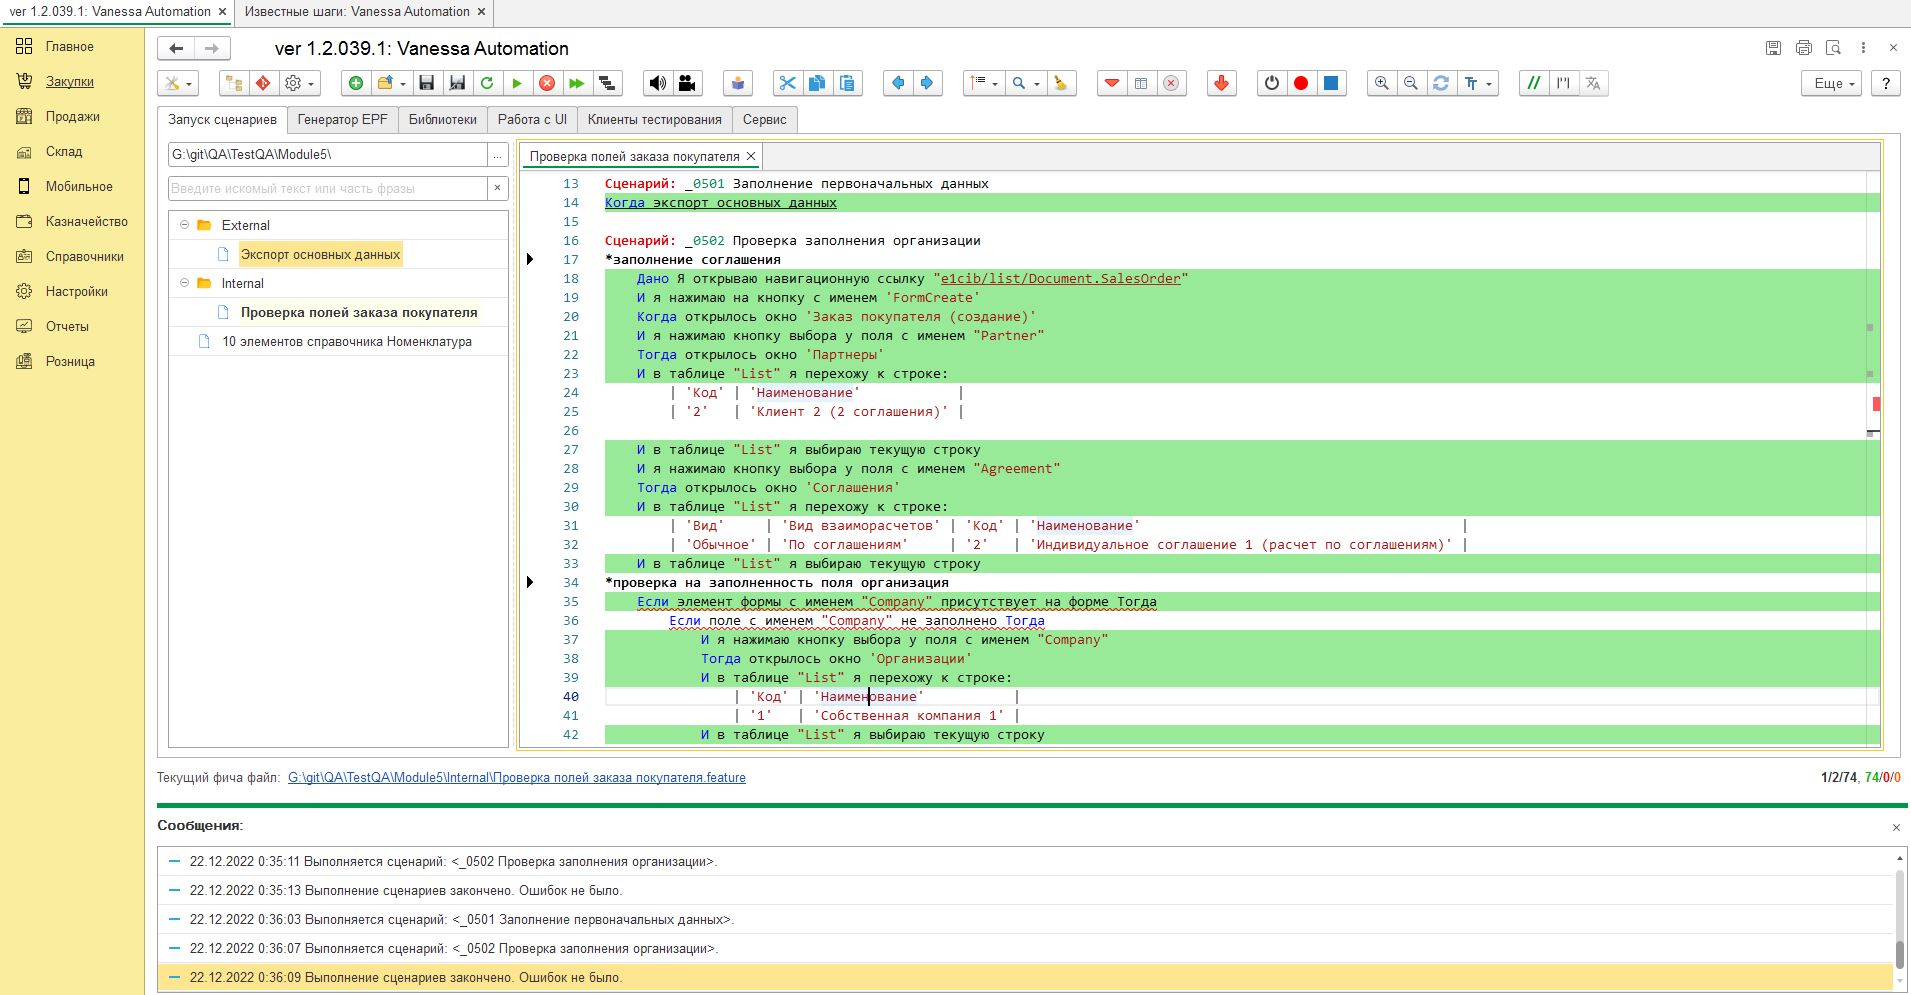 ver 1.2.039.1: Vanessa Automation × Известные шаги: Vanessa Automation ×
Главное
Закупки
Продажи
Склад
Мобильное
Казначейство
Справочники
Настройки
Отчеты
Розница
ver 1.2.039.1: Vanessa Automation
Еще ?
Запуск сценариев Генератор EPF Библиотеки Работа с UI Клиенты тестирования Сервис
G:\git\QA\TestQA\Module5\ ...
Введите искомый текст или часть фразы ×
External
Экспорт основных данных
Internal
Проверка полей заказа покупателя
10 элементов справочника Номенклатура
Проверка полей заказа покупателя ×
13 Сценарий: _0501 Заполнение первоначальных данных
14 Когда экспорт основных данных
15
16 Сценарий: _0502 Проверка заполнения организации
17 *заполнение соглашения
18 Дано Я открываю навигационную ссылку "e1cib/list/Document.SalesOrder"
19 И я нажимаю на кнопку с именем 'FormCreate'
20 Когда открылось окно 'Заказ покупателя (создание)'
21 И я нажимаю кнопку выбора у поля с именем "Partner"
22 Тогда открылось окно 'Партнеры'
23 И в таблице "List" я перехожу к строке:
24 | 'Код' | 'Наименование' |
25 | '2' | 'Клиент 2 (2 соглашения)' |
26
27 И в таблице "List" я выбираю текущую строку
28 И я нажимаю кнопку выбора у поля с именем "Agreement"
29 Тогда открылось окно 'Соглашения'
30 И в таблице "List" я перехожу к строке:
31 | 'Вид' | 'Вид взаиморасчетов' | 'Код' | 'Наименование' |
32 | 'Обычное' | 'По соглашениям' | '2' | 'Индивидуальное соглашение 1 (расчет по соглашениям)' |
33 И в таблице "List" я выбираю текущую строку
34 *проверка на заполненность поля организация
35 Если элемент формы с именем "Company" присутствует на форме Тогда
36 Если поле с именем "Company" не заполнено Тогда
37 И я нажимаю кнопку выбора у поля с именем "Company"
38 Тогда открылось окно 'Организации'
39 И в таблице "List" я перехожу к строке:
40 | 'Код' | 'Наименование' |
41 | '1' | 'Собственная компания 1' |
42 И в таблице "List" я выбираю текущую строку
Текущий фича файл: G:\git\QA\TestQA\Module5\Internal\Проверка полей заказа покупателя.feature 1/2/74, 74/0/0
Сообщения: ×
22.12.2022 0:35:11 Выполняется сценарий: <_0502 Проверка заполнения организации>.
22.12.2022 0:35:13 Выполнение сценариев закончено. Ошибок не было.
22.12.2022 0:36:03 Выполняется сценарий: <_0501 Заполнение первоначальных данных>.
22.12.2022 0:36:07 Выполняется сценарий: <_0502 Проверка заполнения организации>.
22.12.2022 0:36:09 Выполнение сценариев закончено. Ошибок не было.